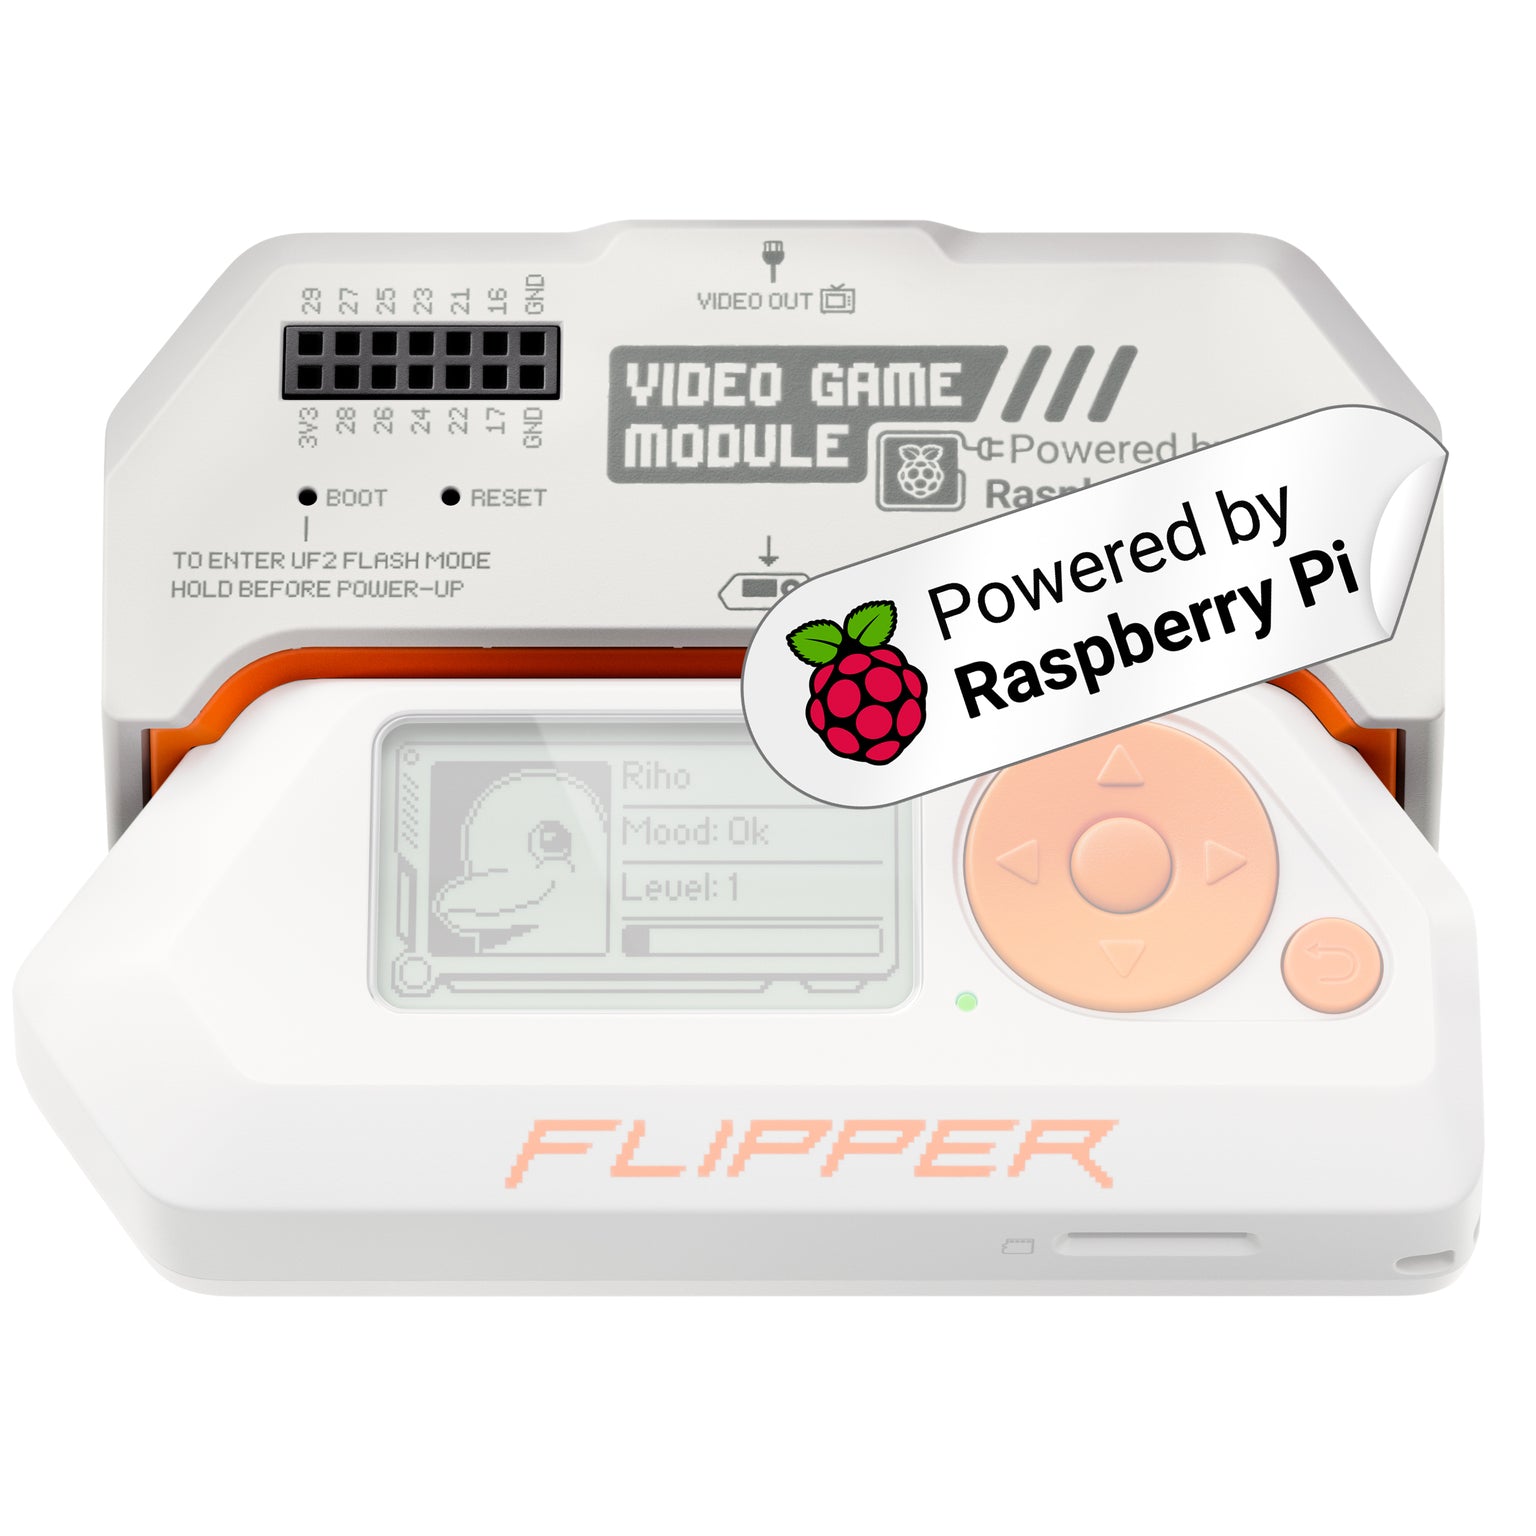 29 27 25 23 21 16 GND
3V3 28 26 24 22 17 GND
BOOT RESET
TO ENTER UF2 FLASH MODE
HOLD BEFORE POWER-UP
VIDEO OUT
VIDEO GAME
MODULE
Powered
Powered by
Raspberry Pi
Riho
Mood: Ok
Level: 1
FLIPPER